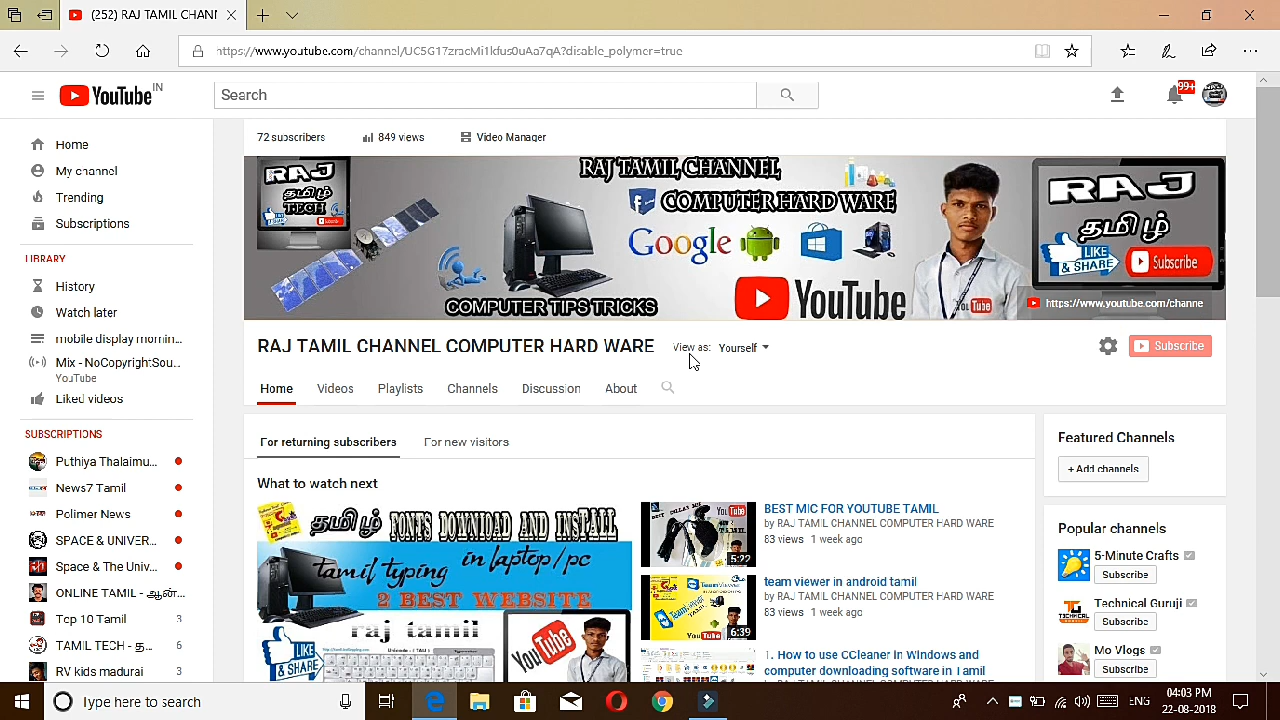 (252) RAJ TAMIL CHANN
https://www.youtube.com/channel/UC5G17zracMi1kfus0uAa7qA?disable_polymer=true
YouTube IN
Search
99+
Home
My channel
Trending
Subscriptions
LIBRARY
History
Watch later
mobile display mornin...
Mix - NoCopyrightSou...
YouTube
Liked videos
SUBSCRIPTIONS
Puthiya Thalaimu...
News7 Tamil
Polimer News
SPACE & UNIVER...
Space & The Univ...
ONLINE TAMIL - ஆன்...
Top 10 Tamil 3
TAMIL TECH - த... 6
RV kids madurai 3
72 subscribers
849 views
Video Manager
RAJ
தமிழ்
TECH
RAJ TAMIL CHANNEL
COMPUTER HARD WARE
Google
COMPUTER TIPS TRICKS
YouTube
YouTube
RAJ
தமிழ்
LIKE
& SHARE
Subscribe
https://www.youtube.com/channe
RAJ TAMIL CHANNEL COMPUTER HARD WARE
View as: Yourself
Subscribe
Home
Videos
Playlists
Channels
Discussion
About
For returning subscribers
For new visitors
What to watch next
தமிழ் FONTS DOWNIOAD AND INSTALL
tamil typing in laptop/pc
2 BEST WEBSITE
raj tamil
LIKE
& SHARE
YouTube
BEST MIC FOR YOUTUBE TAMIL
by RAJ TAMIL CHANNEL COMPUTER HARD WARE
83 views 1 week ago
5:22
team viewer in android tamil
by RAJ TAMIL CHANNEL COMPUTER HARD WARE
83 views 1 week ago
6:39
1. How to use CCleaner in Windows and
computer downloading software in Tamil
Featured Channels
+ Add channels
Popular channels
5-Minute Crafts
Subscribe
Technical Guruji
Subscribe
Mo Vlogs
Subscribe
Type here to search
ENG
04:03 PM
22-08-2018